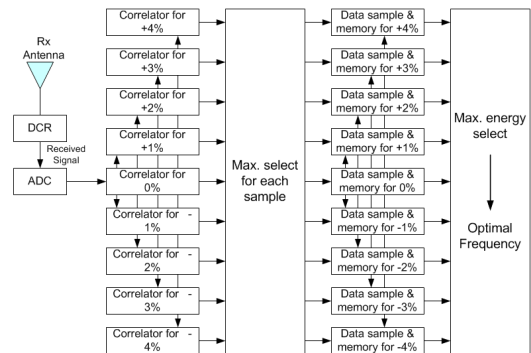 Rx
Antenna
DCR
Received
Signal
ADC
Correlator for
+4%
Correlator for
+3%
Correlator for
+2%
Correlator for
+1%
Correlator for
0%
Correlator for -
1%
Correlator for -
2%
Correlator for -
3%
Correlator for -
4%
Max. select
for each
sample
Data sample &
memory for +4%
Data sample &
memory for +3%
Data sample &
memory for +2%
Data sample &
memory for +1%
Data sample &
memory for 0%
Data sample &
memory for -1%
Data sample &
memory for -2%
Data sample &
memory for -3%
Data sample &
memory for -4%
Max. energy
select
Optimal
Frequency